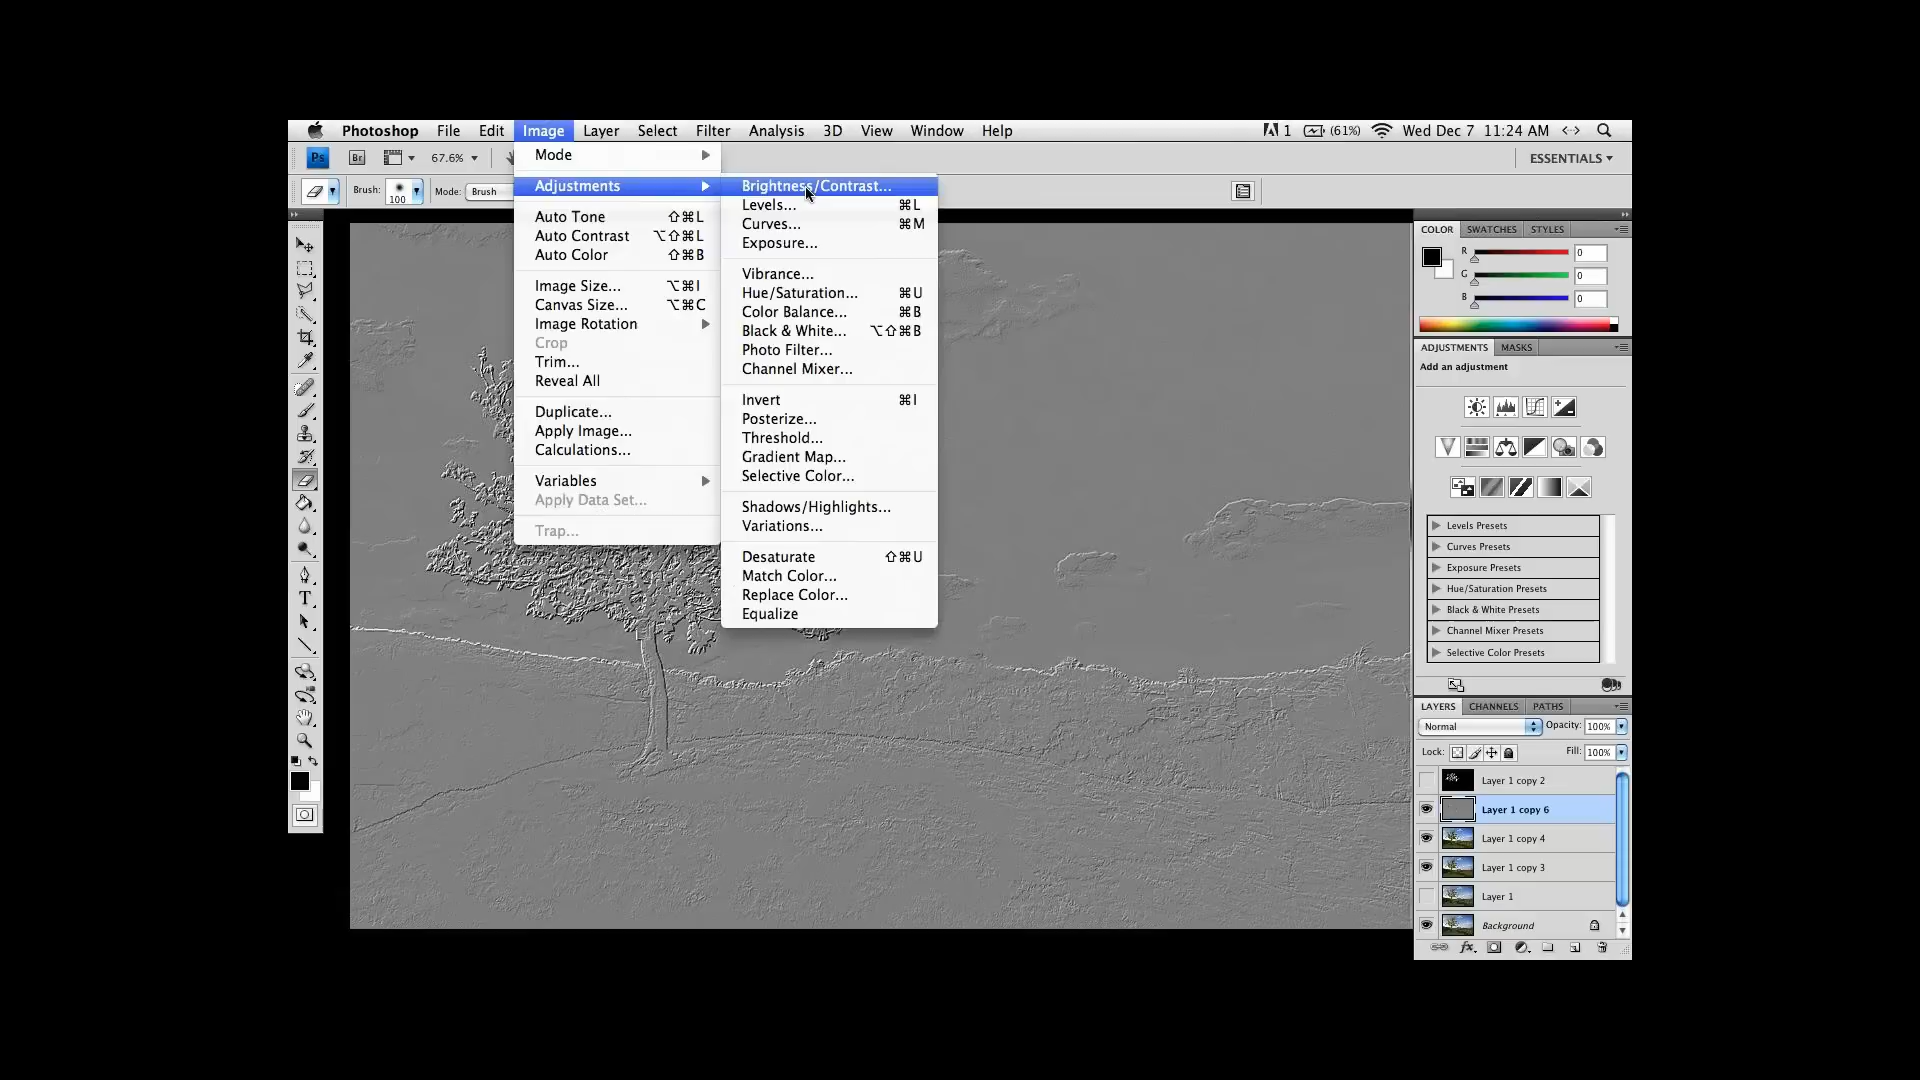 Photoshop File Edit Image Layer Select Filter Analysis 3D View Window Help
1 (61%) Wed Dec 7 11:24 AM
Ps Br 67.6% ESSENTIALS
Brush: 100 Mode: Brush
Mode
Adjustments
Auto Tone ⇧⌘L
Auto Contrast ⌥⇧⌘L
Auto Color ⇧⌘B
Image Size... ⌥⌘I
Canvas Size... ⌥⌘C
Image Rotation
Crop
Trim...
Reveal All
Duplicate...
Apply Image...
Calculations...
Variables
Apply Data Set...
Trap...
Brightness/Contrast...
Levels... ⌘L
Curves... ⌘M
Exposure...
Vibrance...
Hue/Saturation... ⌘U
Color Balance... ⌘B
Black & White... ⌥⇧⌘B
Photo Filter...
Channel Mixer...
Invert ⌘I
Posterize...
Threshold...
Gradient Map...
Selective Color...
Shadows/Highlights...
Variations...
Desaturate ⇧⌘U
Match Color...
Replace Color...
Equalize
COLOR SWATCHES STYLES
R 0
G 0
B 0
ADJUSTMENTS MASKS
Add an adjustment
Levels Presets
Curves Presets
Exposure Presets
Hue/Saturation Presets
Black & White Presets
Channel Mixer Presets
Selective Color Presets
LAYERS CHANNELS PATHS
Normal Opacity: 100%
Lock: Fill: 100%
Layer 1 copy 2
Layer 1 copy 6
Layer 1 copy 4
Layer 1 copy 3
Layer 1
Background
fx